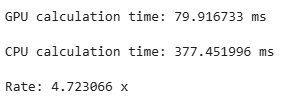 GPU calculation time: 79.916733 ms
CPU calculation time: 377.451996 ms
Rate: 4.723066 x